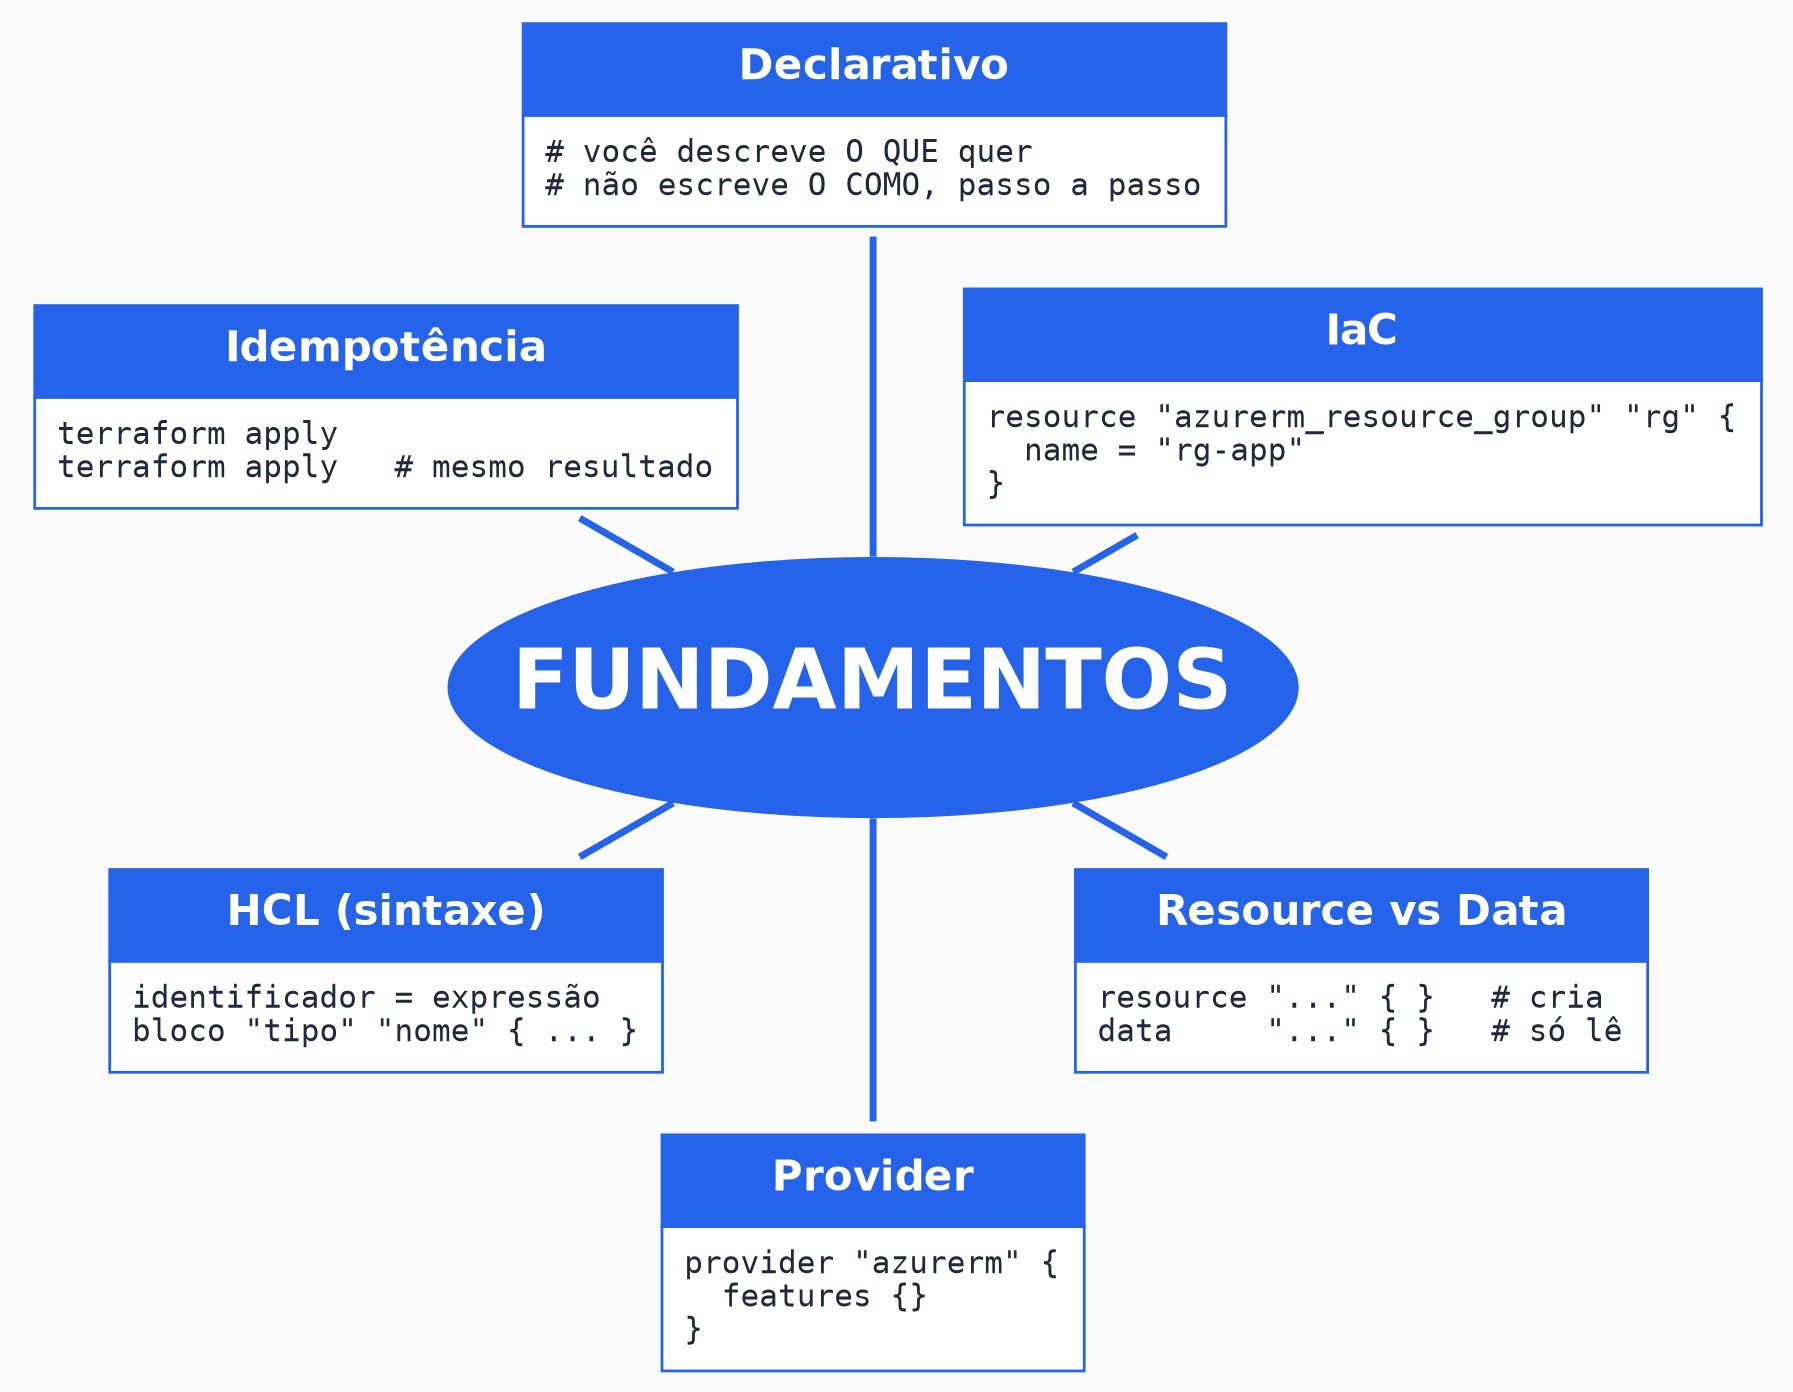 Declarativo
# você descreve O QUE quer
# não escreve O COMO, passo a passo
Idempotência
terraform apply
terraform apply   # mesmo resultado
IaC
resource "azurerm_resource_group" "rg" {
  name = "rg-app"
}
FUNDAMENTOS
HCL (sintaxe)
identificador = expressão
bloco "tipo" "nome" { ... }
Resource vs Data
resource "..." { }   # cria
data     "..." { }   # só lê
Provider
provider "azurerm" {
  features {}
}